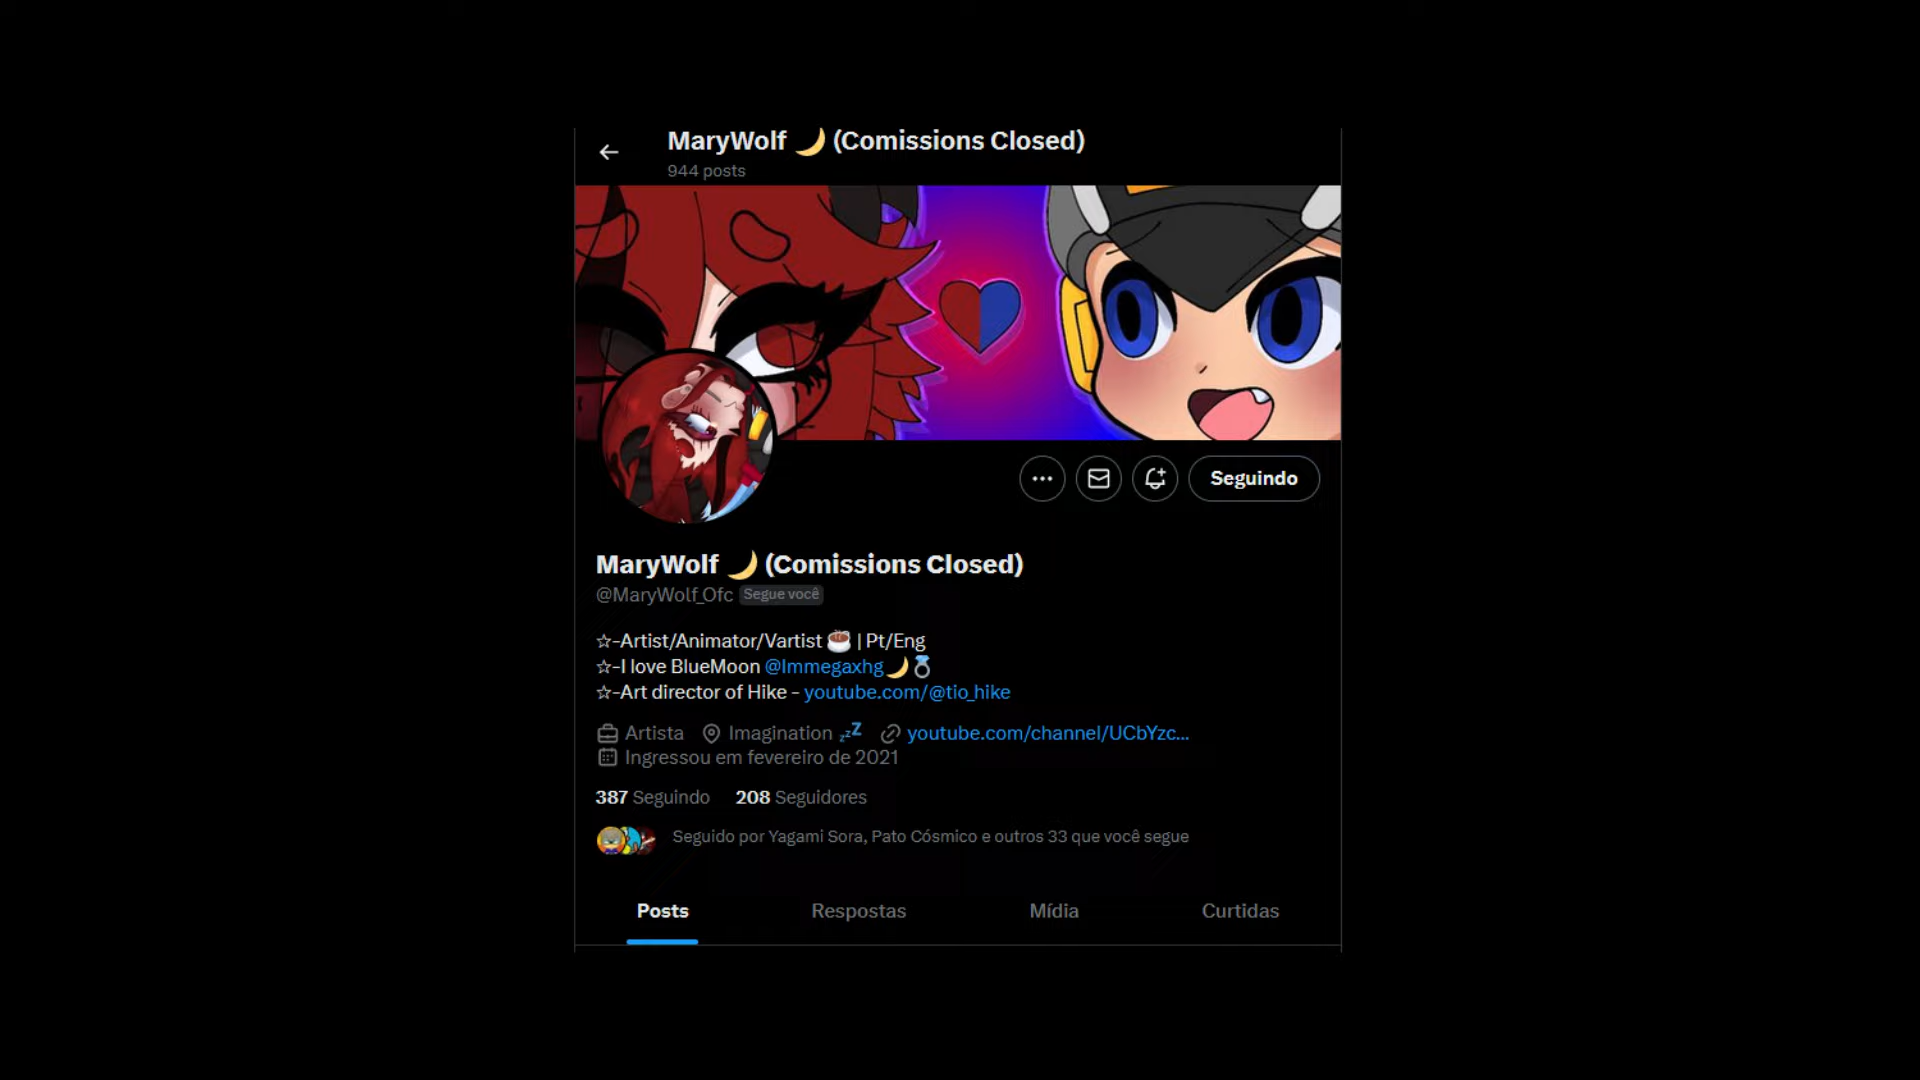 MaryWolf 🌙 (Comissions Closed)
944 posts
Seguindo
MaryWolf 🌙 (Comissions Closed)
@MaryWolf_Ofc Segue você
☆-Artist/Animator/Vartist ☕ | Pt/Eng
☆-I love BlueMoon @Immegaxhg🌙💍
☆-Art director of Hike - youtube.com/@tio_hike
Artista Imagination 💤 youtube.com/channel/UCbYzc...
Ingressou em fevereiro de 2021
387 Seguindo 208 Seguidores
Seguido por Yagami Sora, Pato Cósmico e outros 33 que você segue
Posts Respostas Mídia Curtidas